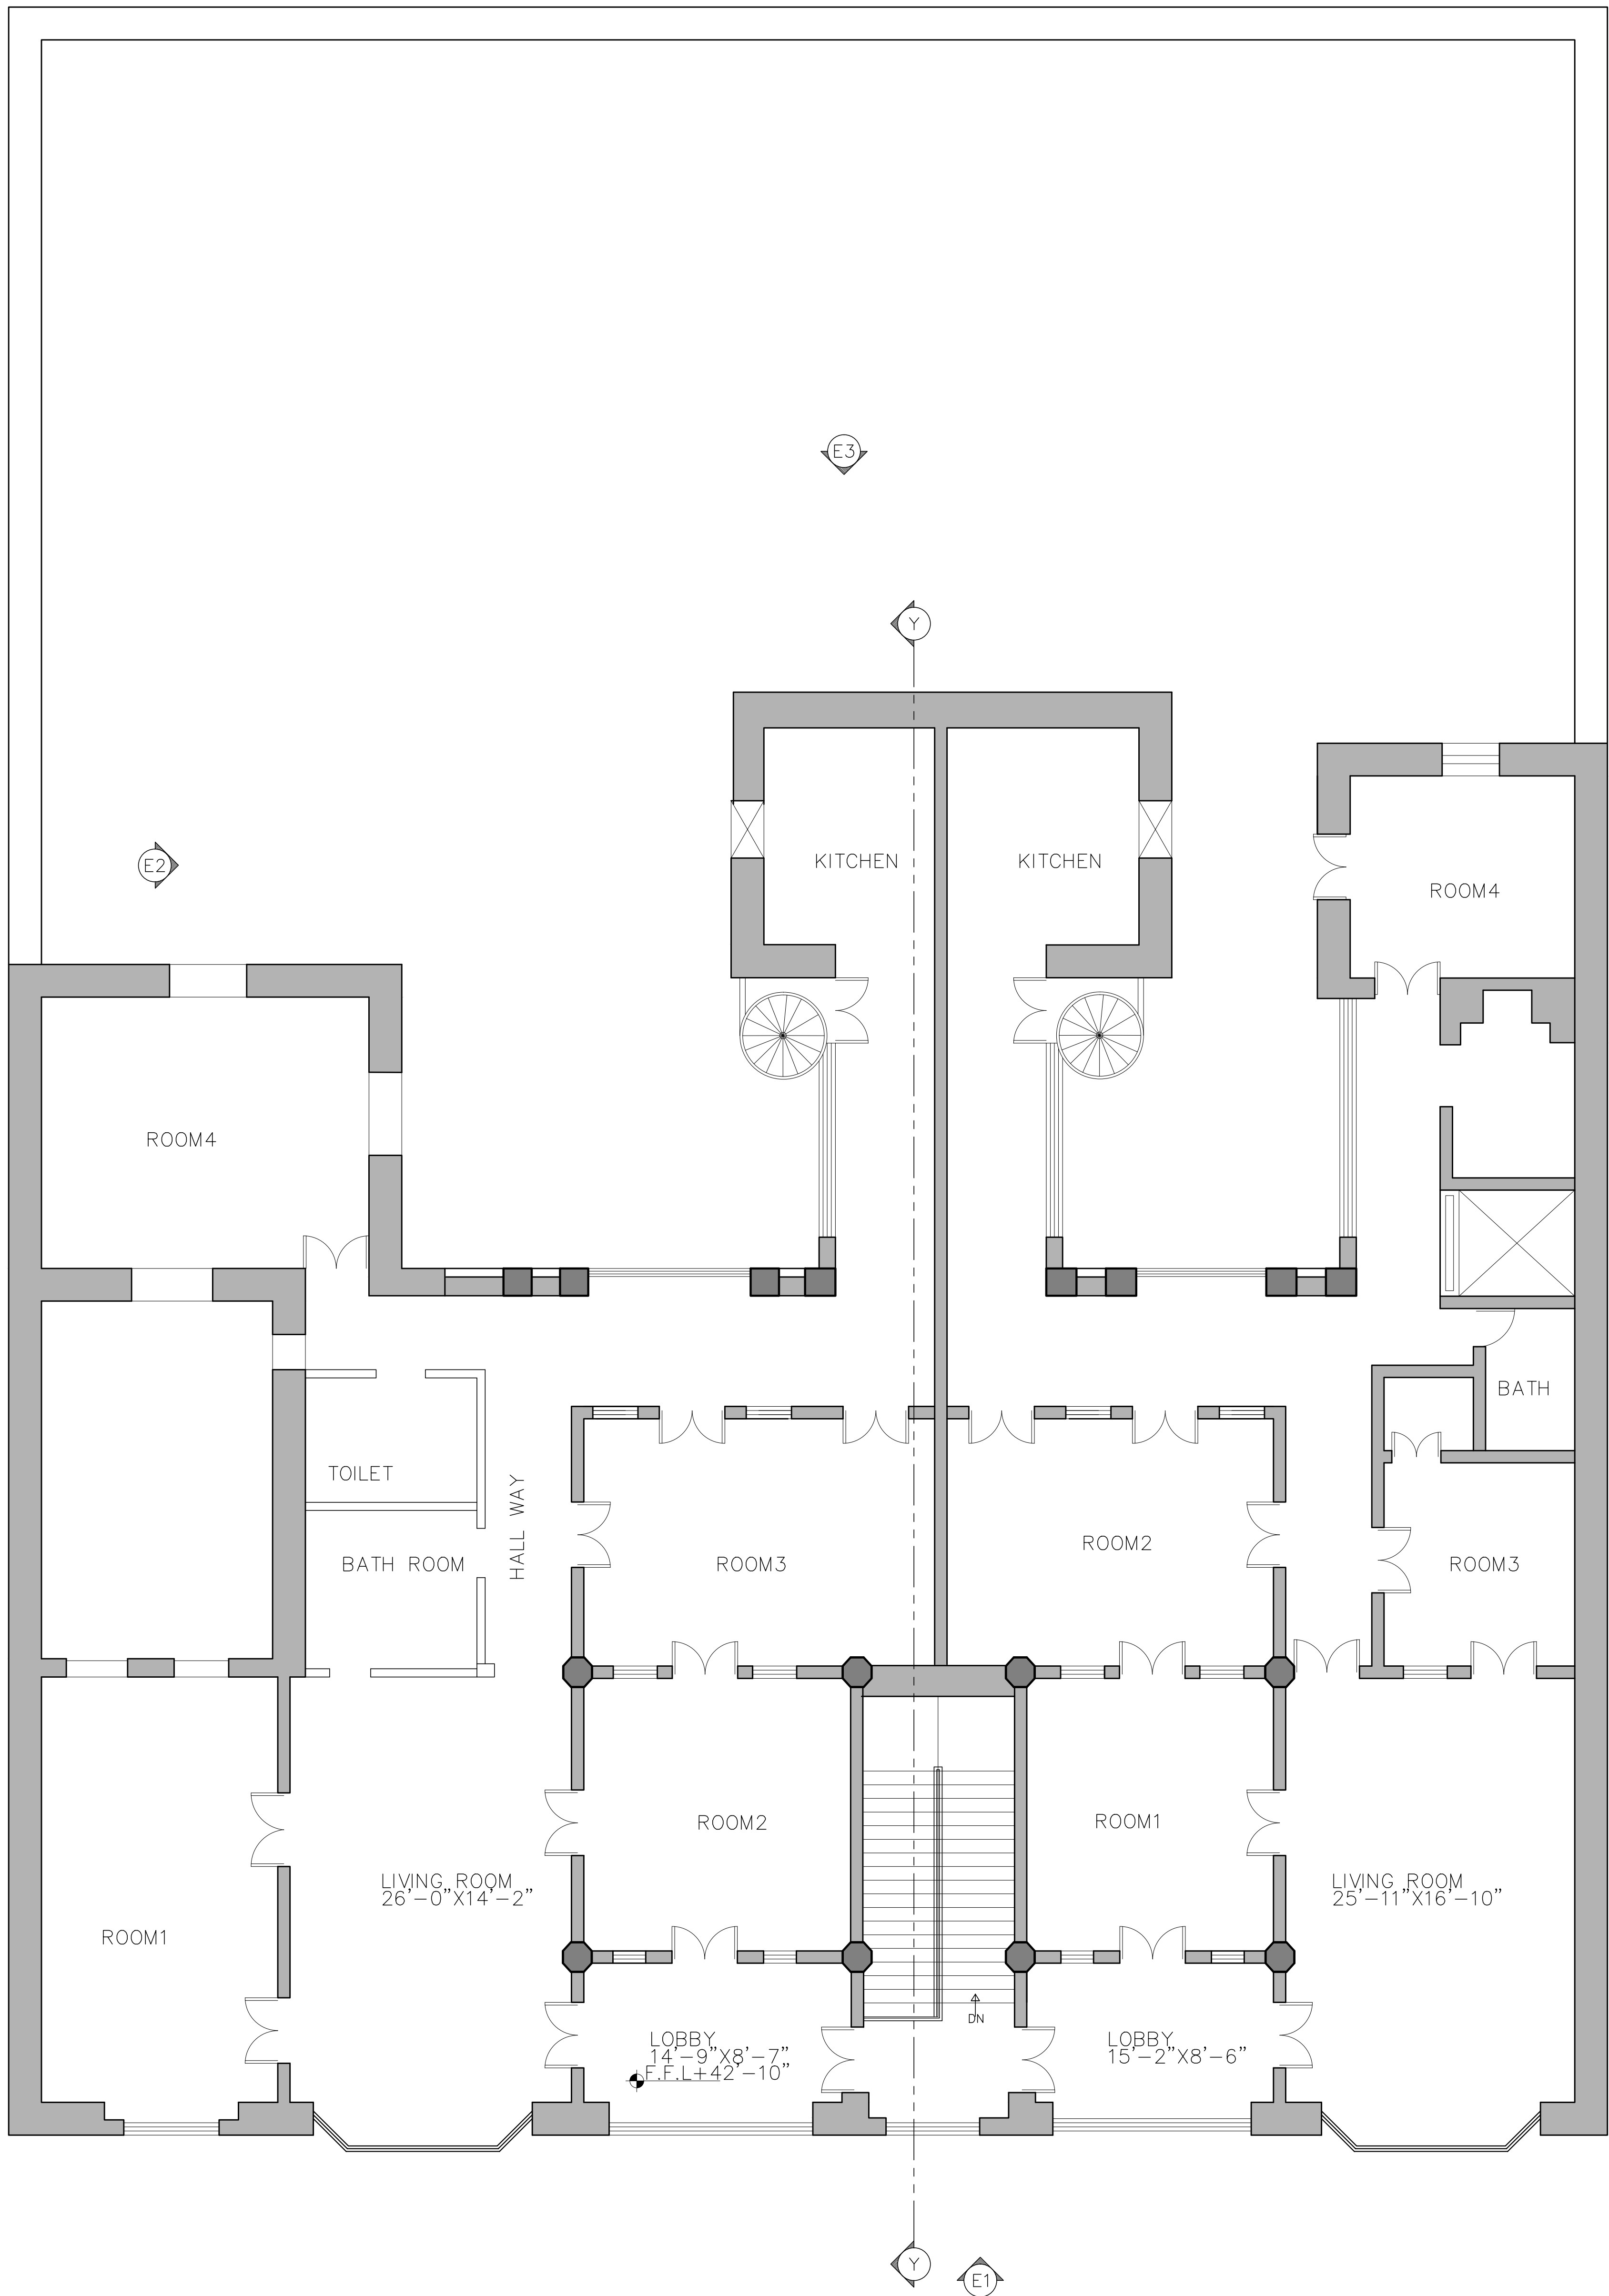 E3
Y
E2
KITCHEN
KITCHEN
ROOM4
ROOM4
BATH
TOILET
HALL WAY
BATH ROOM
ROOM3
ROOM2
ROOM3
ROOM2
ROOM1
LIVING ROOM
26'-0"X14'-2"
LIVING ROOM
25'-11"X16'-10"
ROOM1
DN
LOBBY
14'-9"X8'-7"
F.F.L+42'-10"
LOBBY
15'-2"X8'-6"
Y
E1